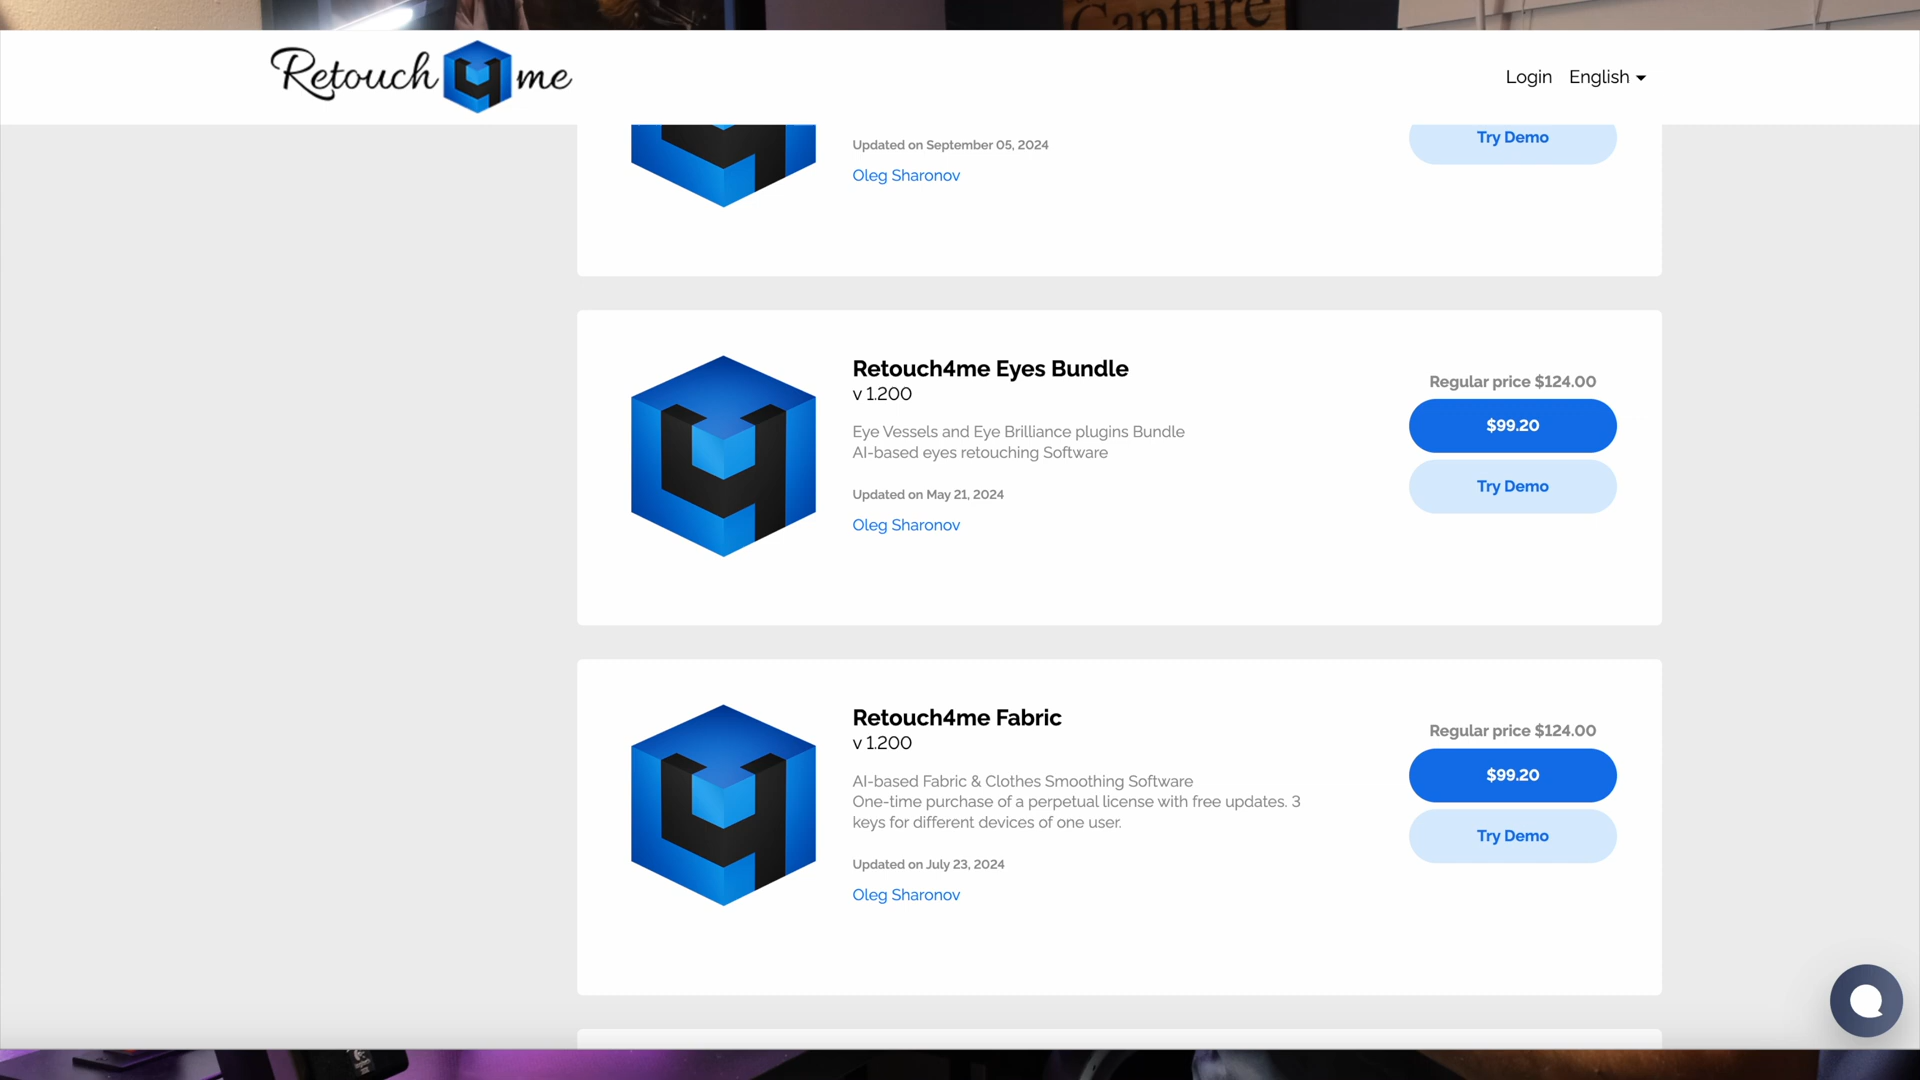 Capture
Retouch4me
Login English
Try Demo
Updated on September 05, 2024
Oleg Sharonov
Retouch4me Eyes Bundle
v 1.200
Eye Vessels and Eye Brilliance plugins Bundle
AI-based eyes retouching Software
Updated on May 21, 2024
Oleg Sharonov
Regular price $124.00
$99.20
Try Demo
Retouch4me Fabric
v 1.200
AI-based Fabric & Clothes Smoothing Software
One-time purchase of a perpetual license with free updates. 3
keys for different devices of one user.
Updated on July 23, 2024
Oleg Sharonov
Regular price $124.00
$99.20
Try Demo